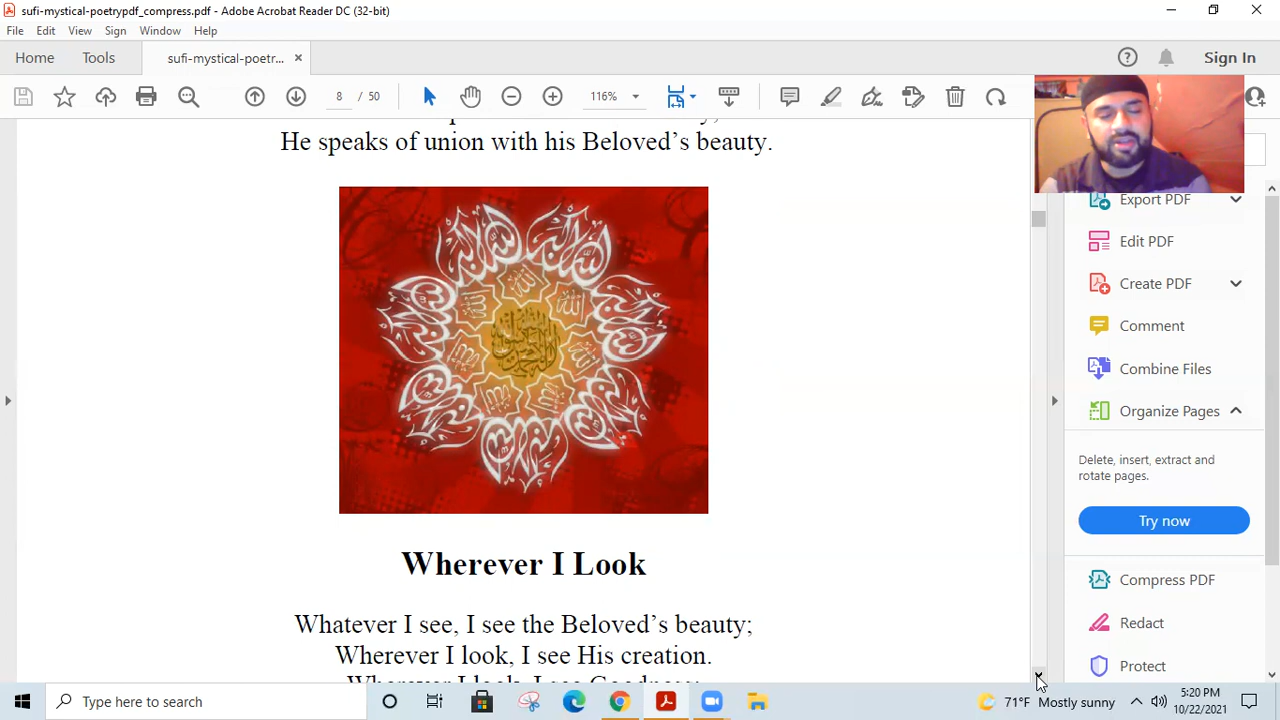 sufi-mystical-poetrypdf_compress.pdf - Adobe Acrobat Reader DC (32-bit)
File Edit View Sign Window Help
Home Tools sufi-mystical-poetr... ×
Sign In
/ 50 116%
He speaks of union with his Beloved’s beauty.
Wherever I Look
Whatever I see, I see the Beloved’s beauty;
Wherever I look, I see His creation.
Wherever I look, I see Goodness;
Export PDF
Edit PDF
Create PDF
Comment
Combine Files
Organize Pages
Delete, insert, extract and
rotate pages.
Try now
Compress PDF
Redact
Protect
Type here to search
71°F Mostly sunny
5:20 PM
10/22/2021